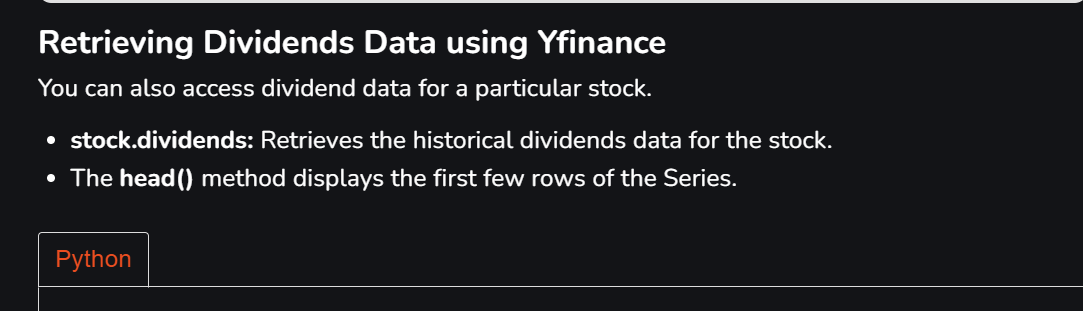 Retrieving Dividends Data using Yfinance
You can also access dividend data for a particular stock.
• stock.dividends: Retrieves the historical dividends data for the stock.
• The head() method displays the first few rows of the Series.
Python